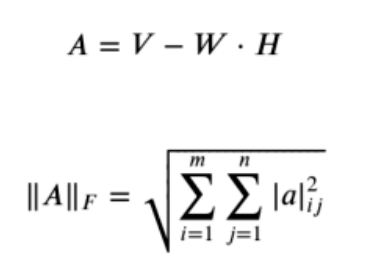 A = V − W · H
‖A‖_F = √(∑_{i=1}^{m} ∑_{j=1}^{n} |a|_{ij}^2)